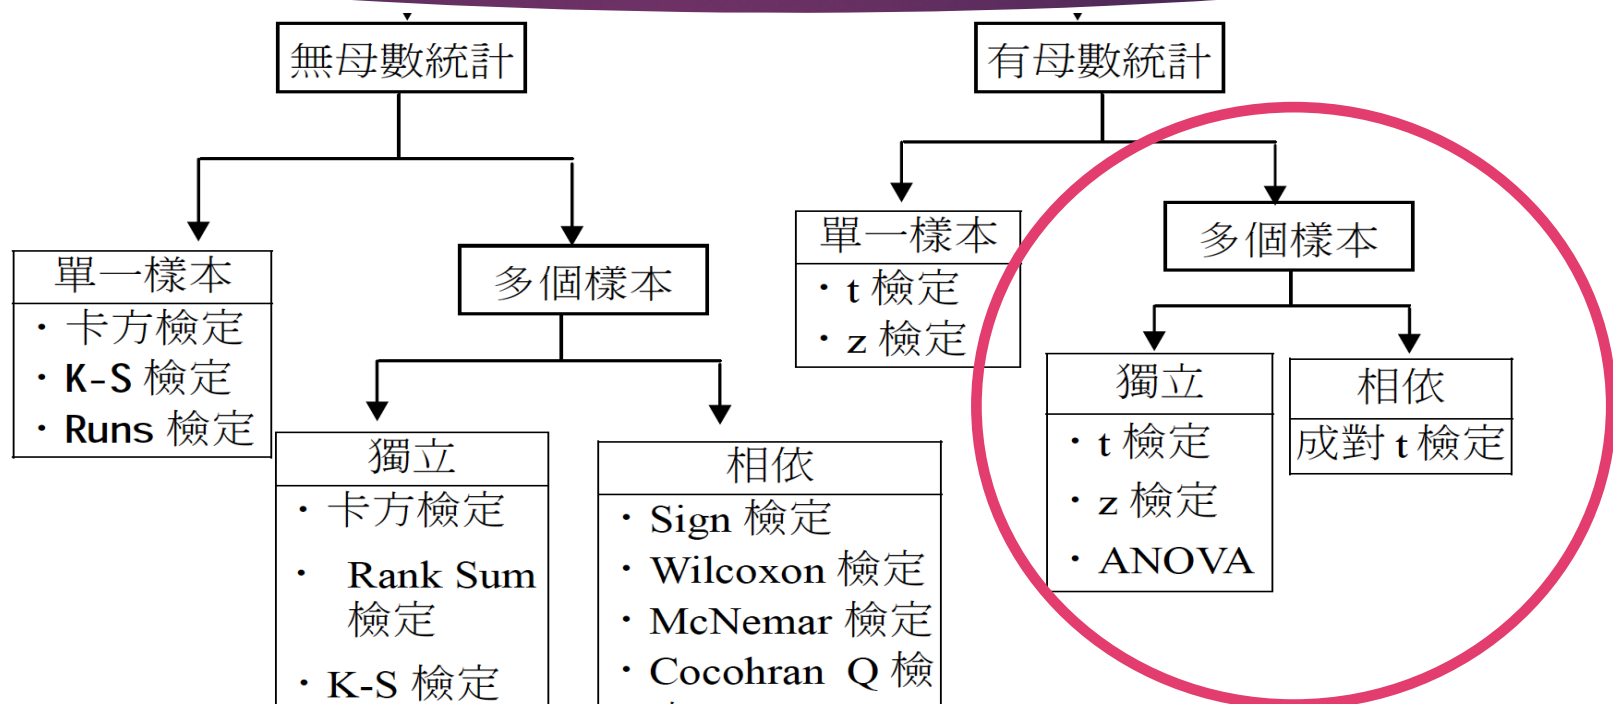 無母數統計
有母數統計
單一樣本
・卡方檢定
・K-S 檢定
・Runs 檢定
多個樣本
獨立
・卡方檢定
・ Rank Sum
檢定
・K-S 檢定
相依
・Sign 檢定
・Wilcoxon 檢定
・McNemar 檢定
・Cocohran Q 檢
單一樣本
・t 檢定
・z 檢定
多個樣本
獨立
・t 檢定
・z 檢定
・ANOVA
相依
成對 t 檢定